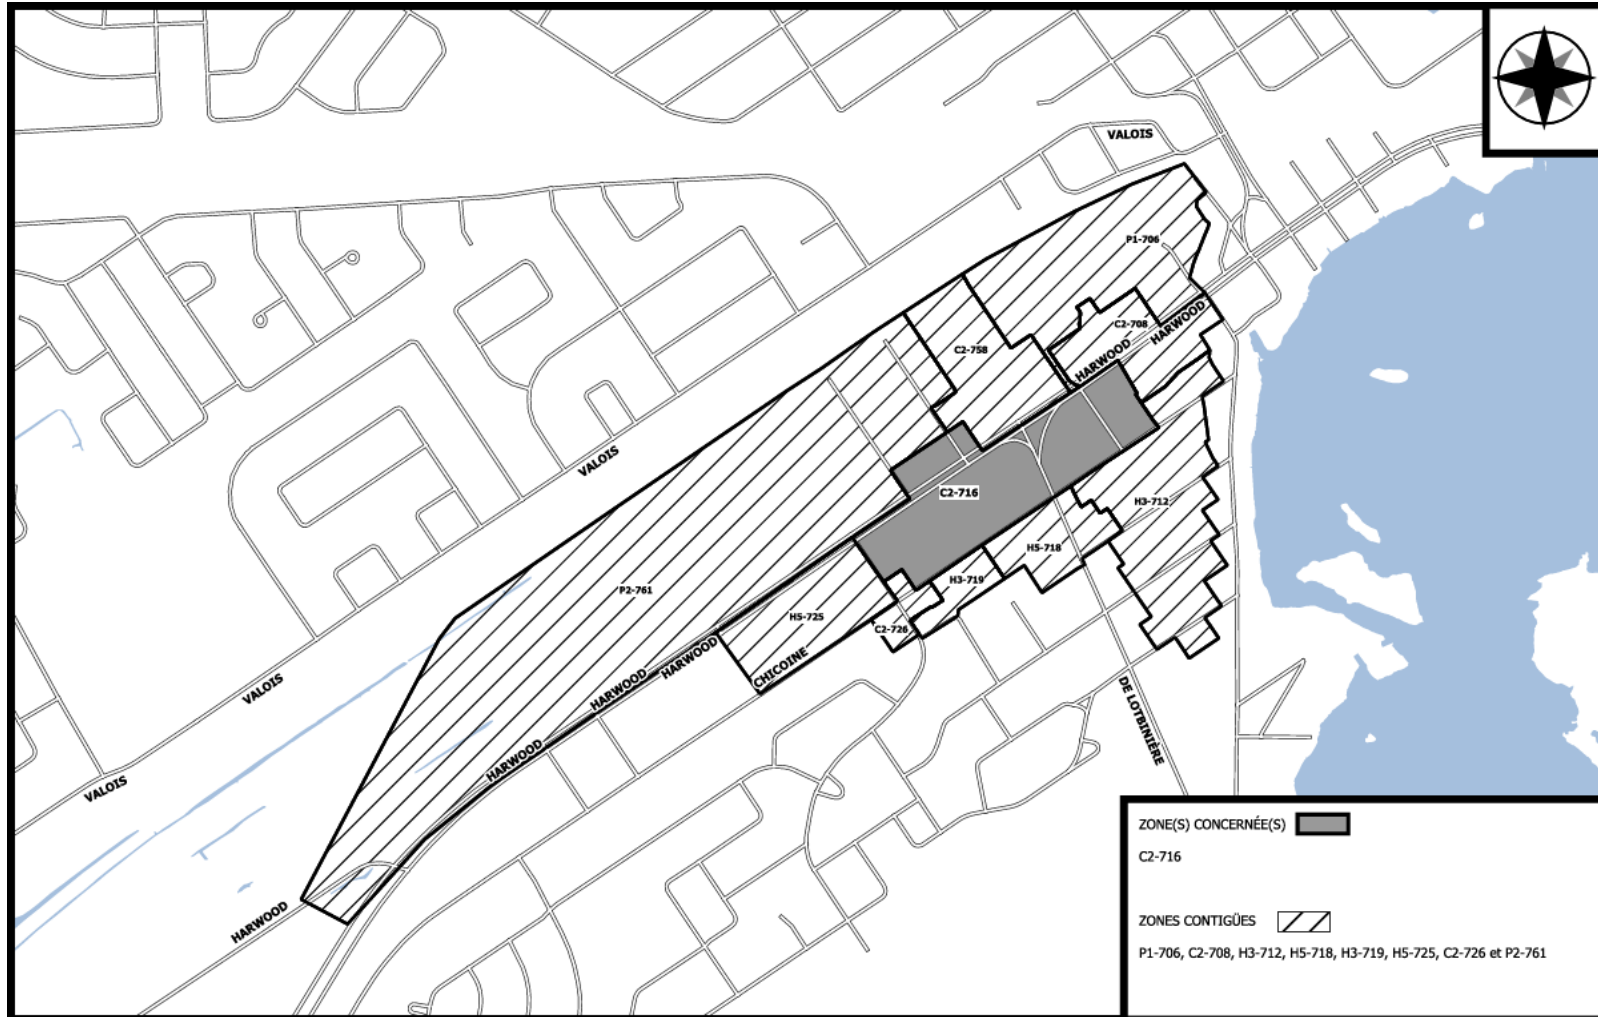 VALOIS
P1-706
C2-708
HARWOOD
HARWOOD
C2-758
VALOIS
C2-716
H3-712
H5-718
H3-719
P2-761
H5-725
C2-726
HARWOOD
CHICOINE
HARWOOD
VALOIS
DE LOTBINIÈRE
HARWOOD
VALOIS
HARWOOD
ZONE(S) CONCERNÉE(S)
C2-716
ZONES CONTIGÜES
P1-706, C2-708, H3-712, H5-718, H3-719, H5-725, C2-726 et P2-761